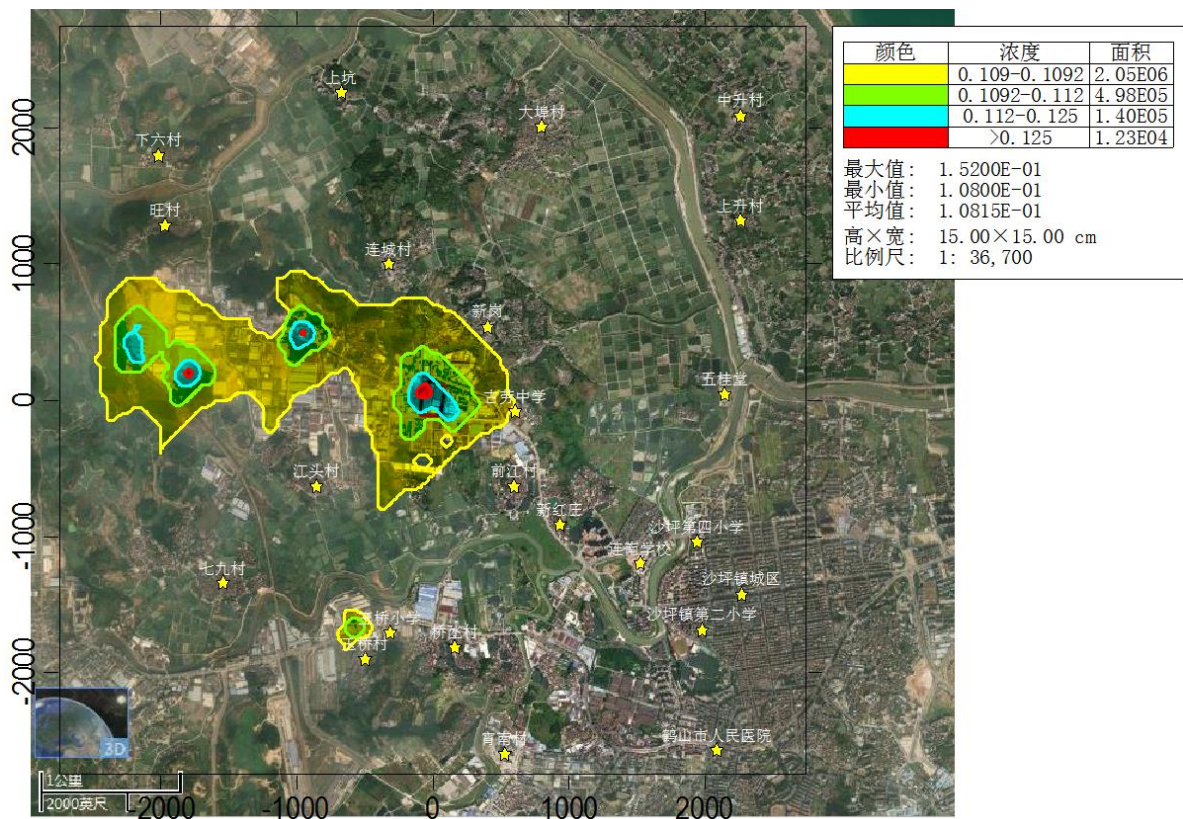 颜色 浓度 面积
0.109-0.1092 2.05E06
0.1092-0.112 4.98E05
0.112-0.125 1.40E05
>0.125 1.23E04
最大值: 1.5200E-01
最小值: 1.0800E-01
平均值: 1.0815E-01
高×宽: 15.00×15.00 cm
比例尺: 1: 36,700
上坑
大埠村
中升村
下六村
旺村
上升村
连城村
新岗
五桂堂
古劳中学
江头村
前江村
新红庄
沙坪第四小学
七九村
沙坪镇城区
沙坪镇第二小学
桥小学
桥庄村
桥村
鹤山市人民医院
2000
1000
0
-1000
-2000
-2000 -1000 0 1000 2000
3D
1公里
2000英尺